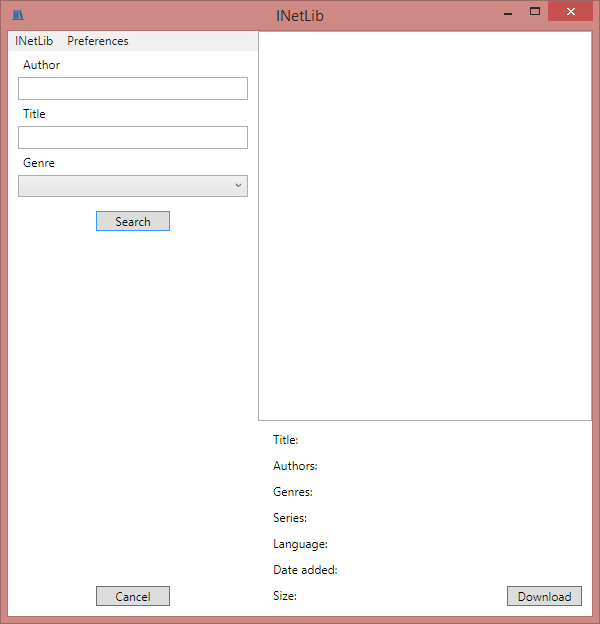 INetLib
INetLib Preferences
Author
Title
Genre
Search
Cancel
Title:
Authors:
Genres:
Series:
Language:
Date added:
Size:
Download